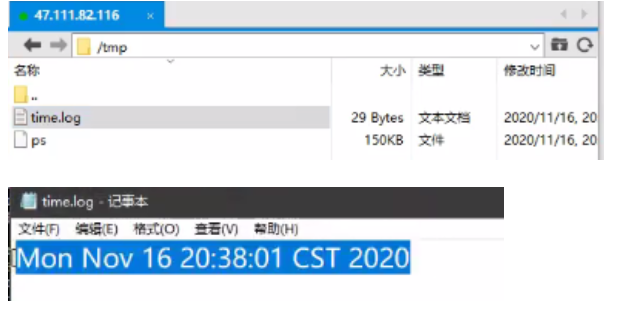 47.111.82.116 ×
/tmp
名称 大小 类型 修改时间
..
time.log 29 Bytes 文本文档 2020/11/16, 20
ps 150KB 文件 2020/11/16, 20
time.log - 记事本
文件(F) 编辑(E) 格式(O) 查看(V) 帮助(H)
Mon Nov 16 20:38:01 CST 2020